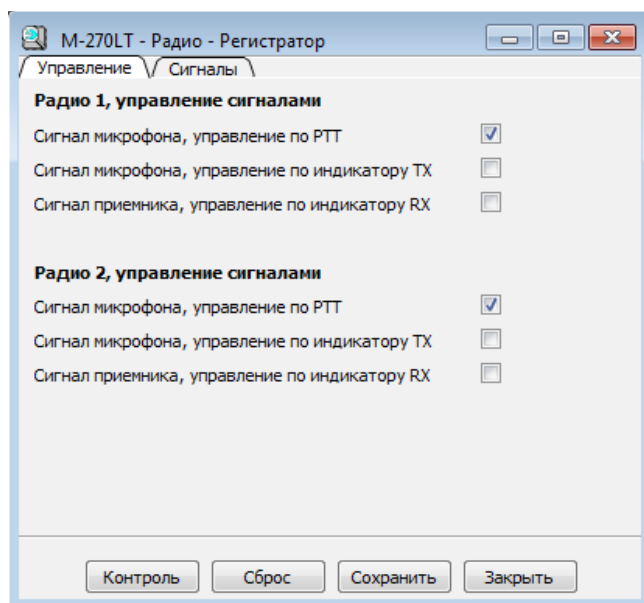 М-270LT - Радио - Регистратор
Управление
Сигналы
Радио 1, управление сигналами
Сигнал микрофона, управление по РТТ
Сигнал микрофона, управление по индикатору TX
Сигнал приемника, управление по индикатору RX
Радио 2, управление сигналами
Сигнал микрофона, управление по РТТ
Сигнал микрофона, управление по индикатору TX
Сигнал приемника, управление по индикатору RX
Контроль
Сброс
Сохранить
Закрыть